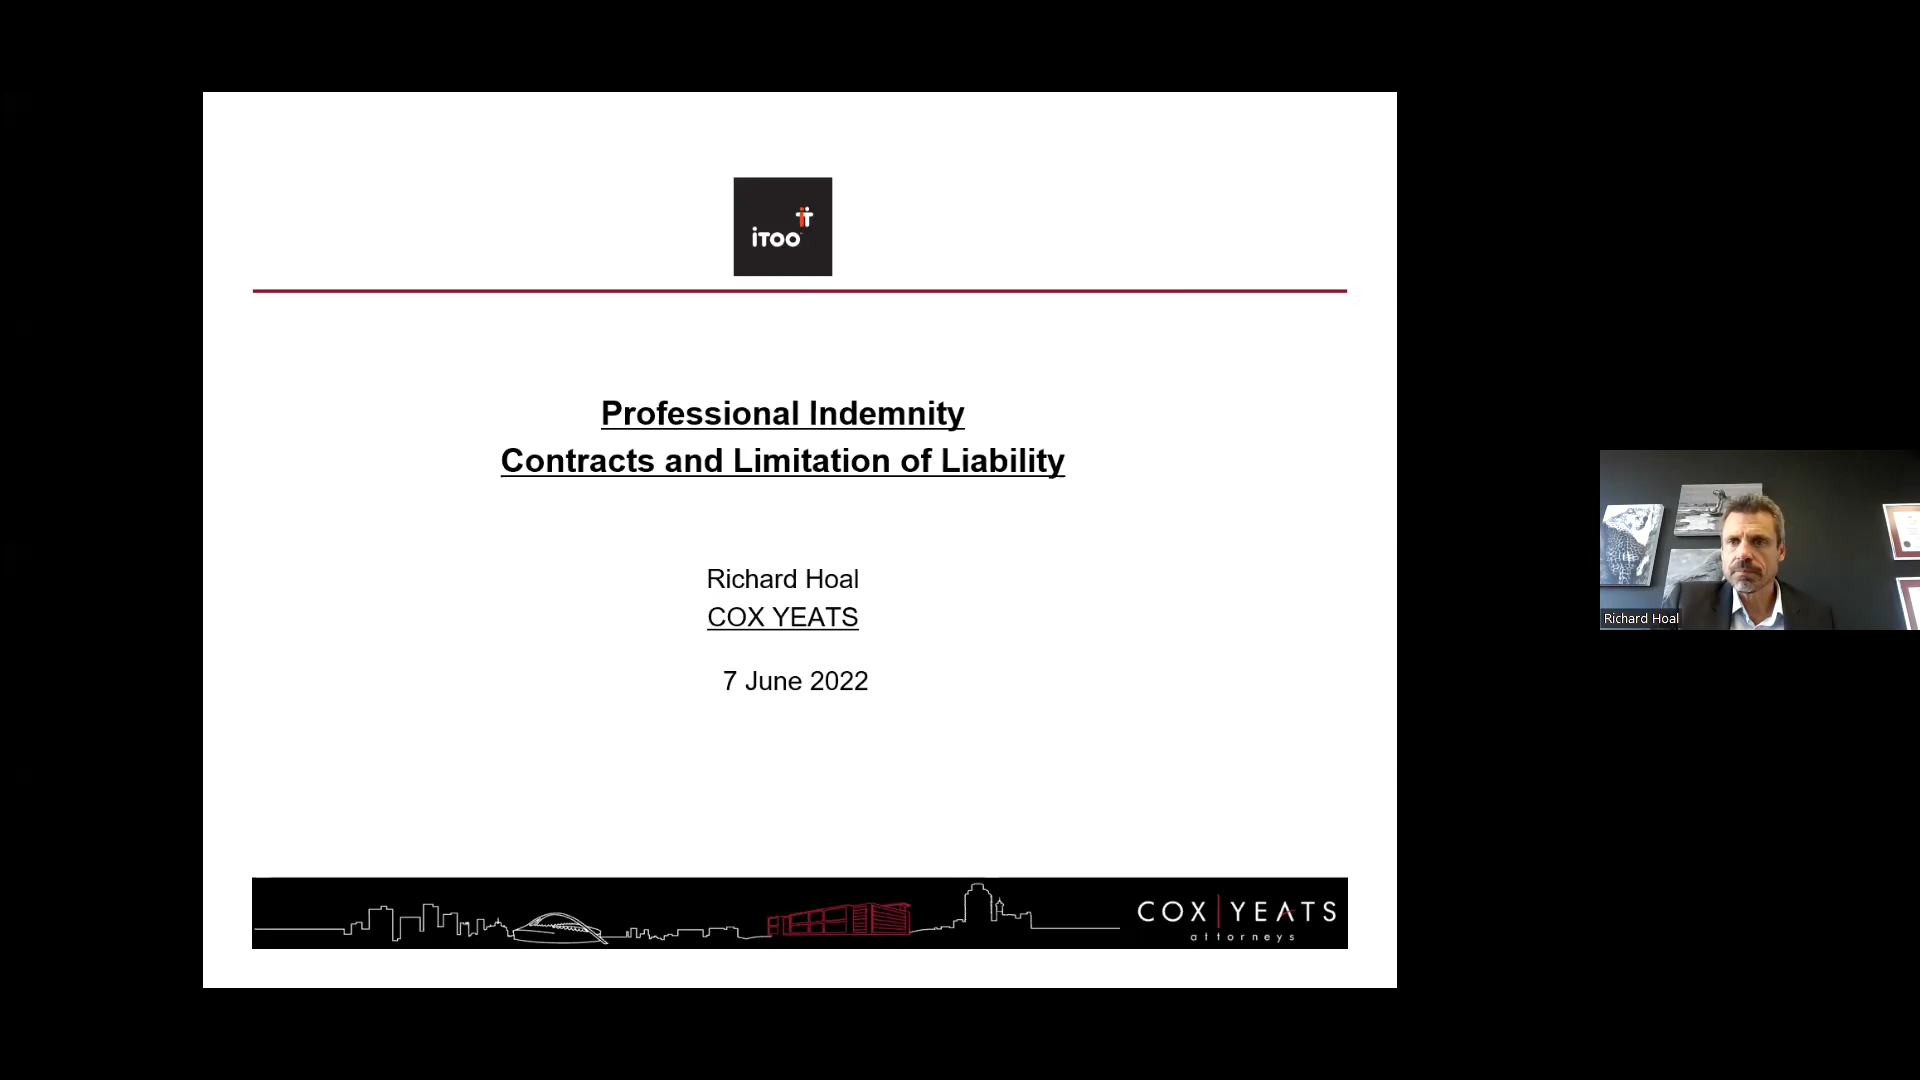 iTOO
Professional Indemnity
Contracts and Limitation of Liability
Richard Hoal
COX YEATS
7 June 2022
COX | YEATS
attorneys
Richard Hoal